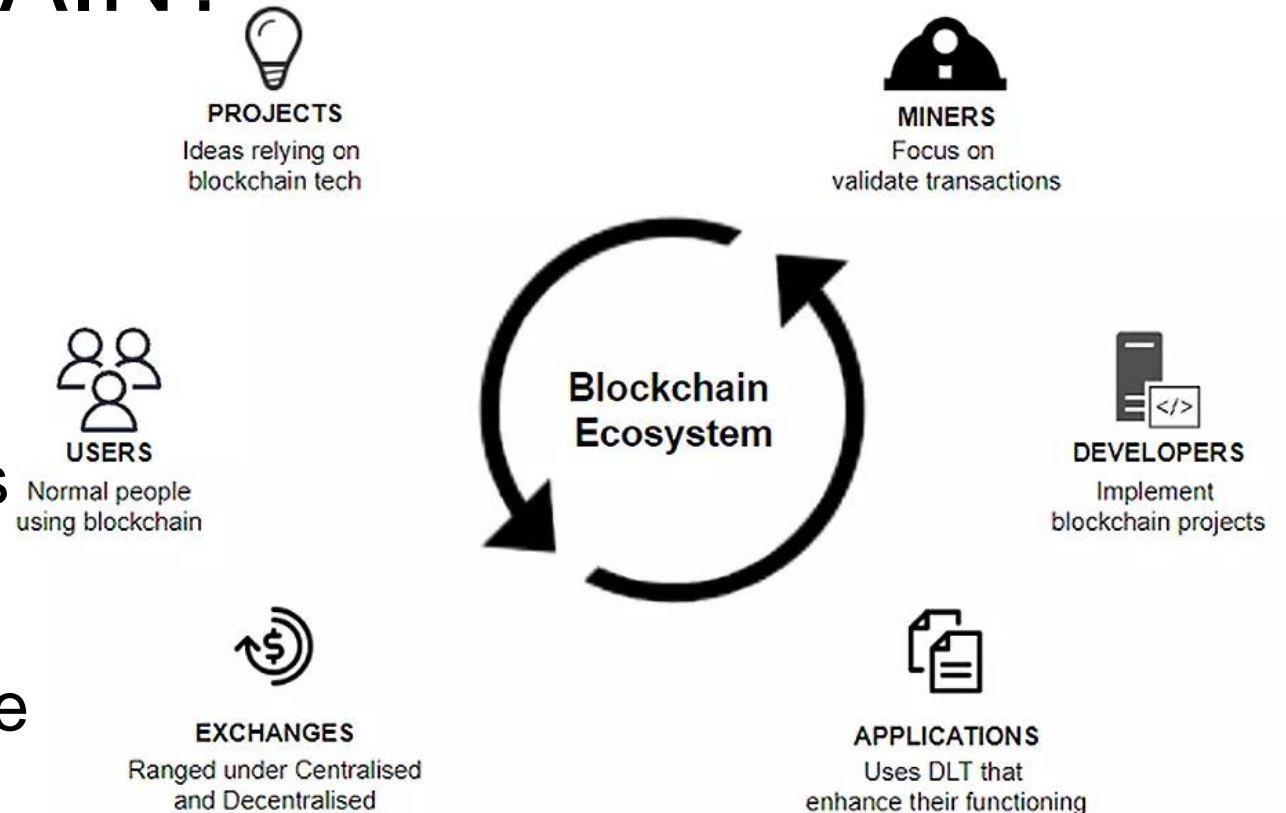 AIN?
PROJECTS
Ideas relying on
blockchain tech
MINERS
Focus on
validate transactions
Blockchain
Ecosystem
USERS
s
Normal people
using blockchain
</>
DEVELOPERS
Implement
blockchain projects
$
e
EXCHANGES
Ranged under Centralised
and Decentralised
APPLICATIONS
Uses DLT that
enhance their functioning